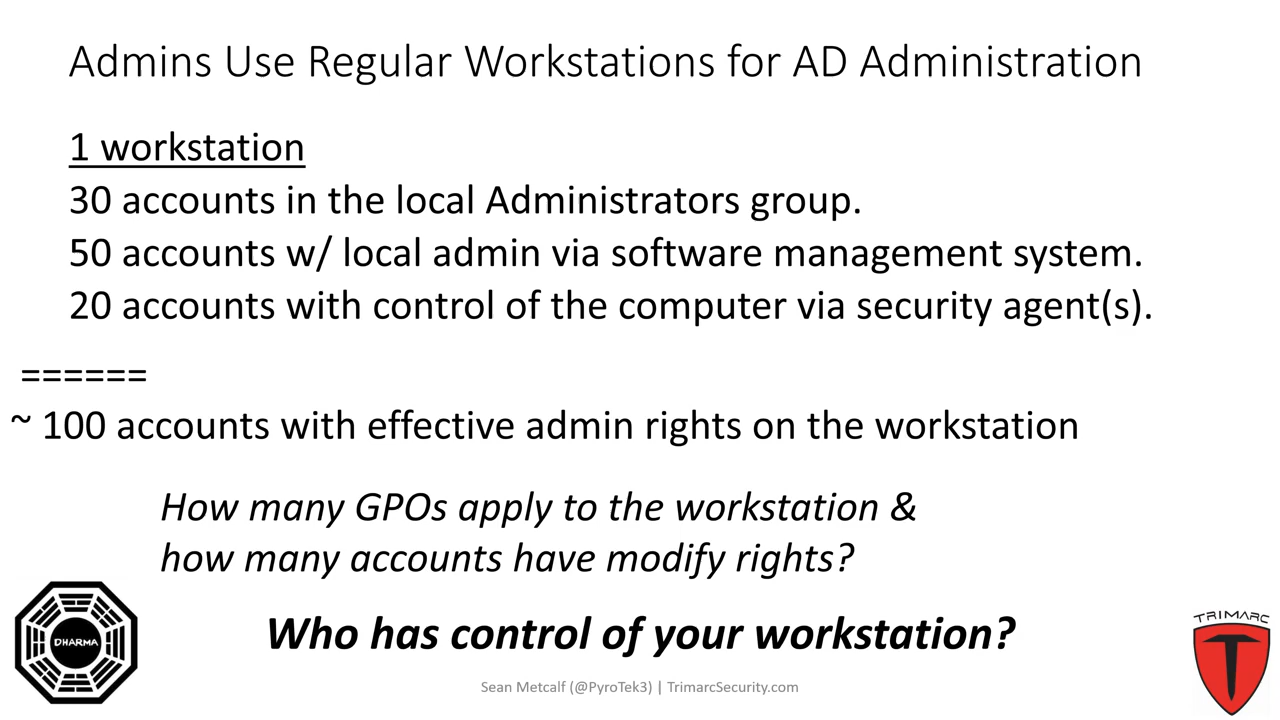 Admins Use Regular Workstations for AD Administration
1 workstation
30 accounts in the local Administrators group.
50 accounts w/ local admin via software management system.
20 accounts with control of the computer via security agent(s).
======
~ 100 accounts with effective admin rights on the workstation
How many GPOs apply to the workstation &
how many accounts have modify rights?
DHARMA
Who has control of your workstation?
TRIMARC
Sean Metcalf (@PyroTek3) | TrimarcSecurity.com